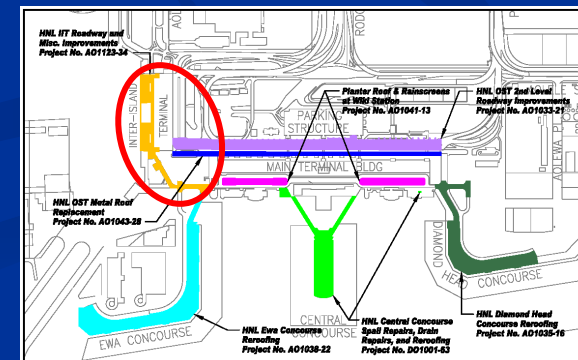 HNL IIT Roadway and
Misc. Improvements
Project No. AO1123-34
INTER-ISLAND
TERMINAL
AOLELE
RODG
AOLEWA PL
Planter Roof & Rainscreens
at Wiki Station
Project No. AO1041-13
HNL OST 2nd Level
Roadway Improvements
Project No. AO1033-21
PARKING
STRUCTURE
MAIN TERMINAL BLDG
HNL OST Metal Roof
Replacement
Project No. AO1043-28
DIAMOND
HEAD
CONCOURSE
CENTRAL
CONCOURSE
EWA CONCOURSE
HNL Ewa Concourse
Reroofing
Project No. AO1038-22
HNL Central Concourse
Spall Repairs, Drain
Repairs, and Reroofing
Project No. DO1001-63
HNL Diamond Head
Concourse Reroofing
Project No. AO1035-16